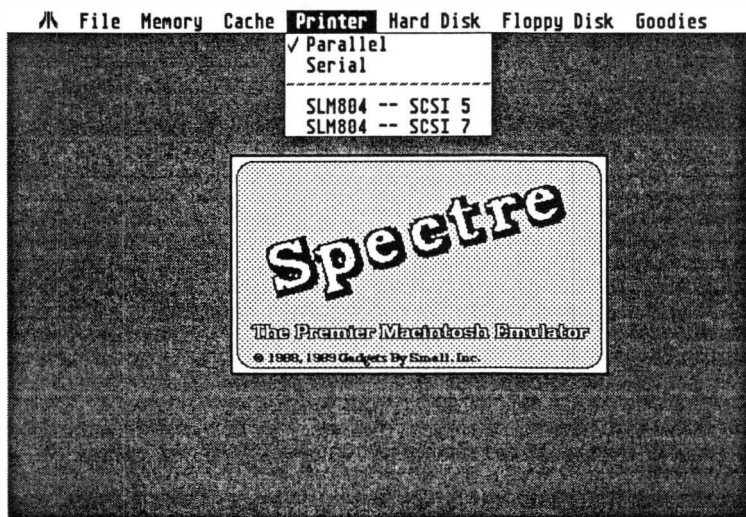 File Memory Cache Printer Hard Disk Floppy Disk Goodies
✓ Parallel
Serial
SLM804 -- SCSI 5
SLM804 -- SCSI 7
Spectre
The Premier Macintosh Emulator
© 1988, 1989 Gadgets By Small, Inc.